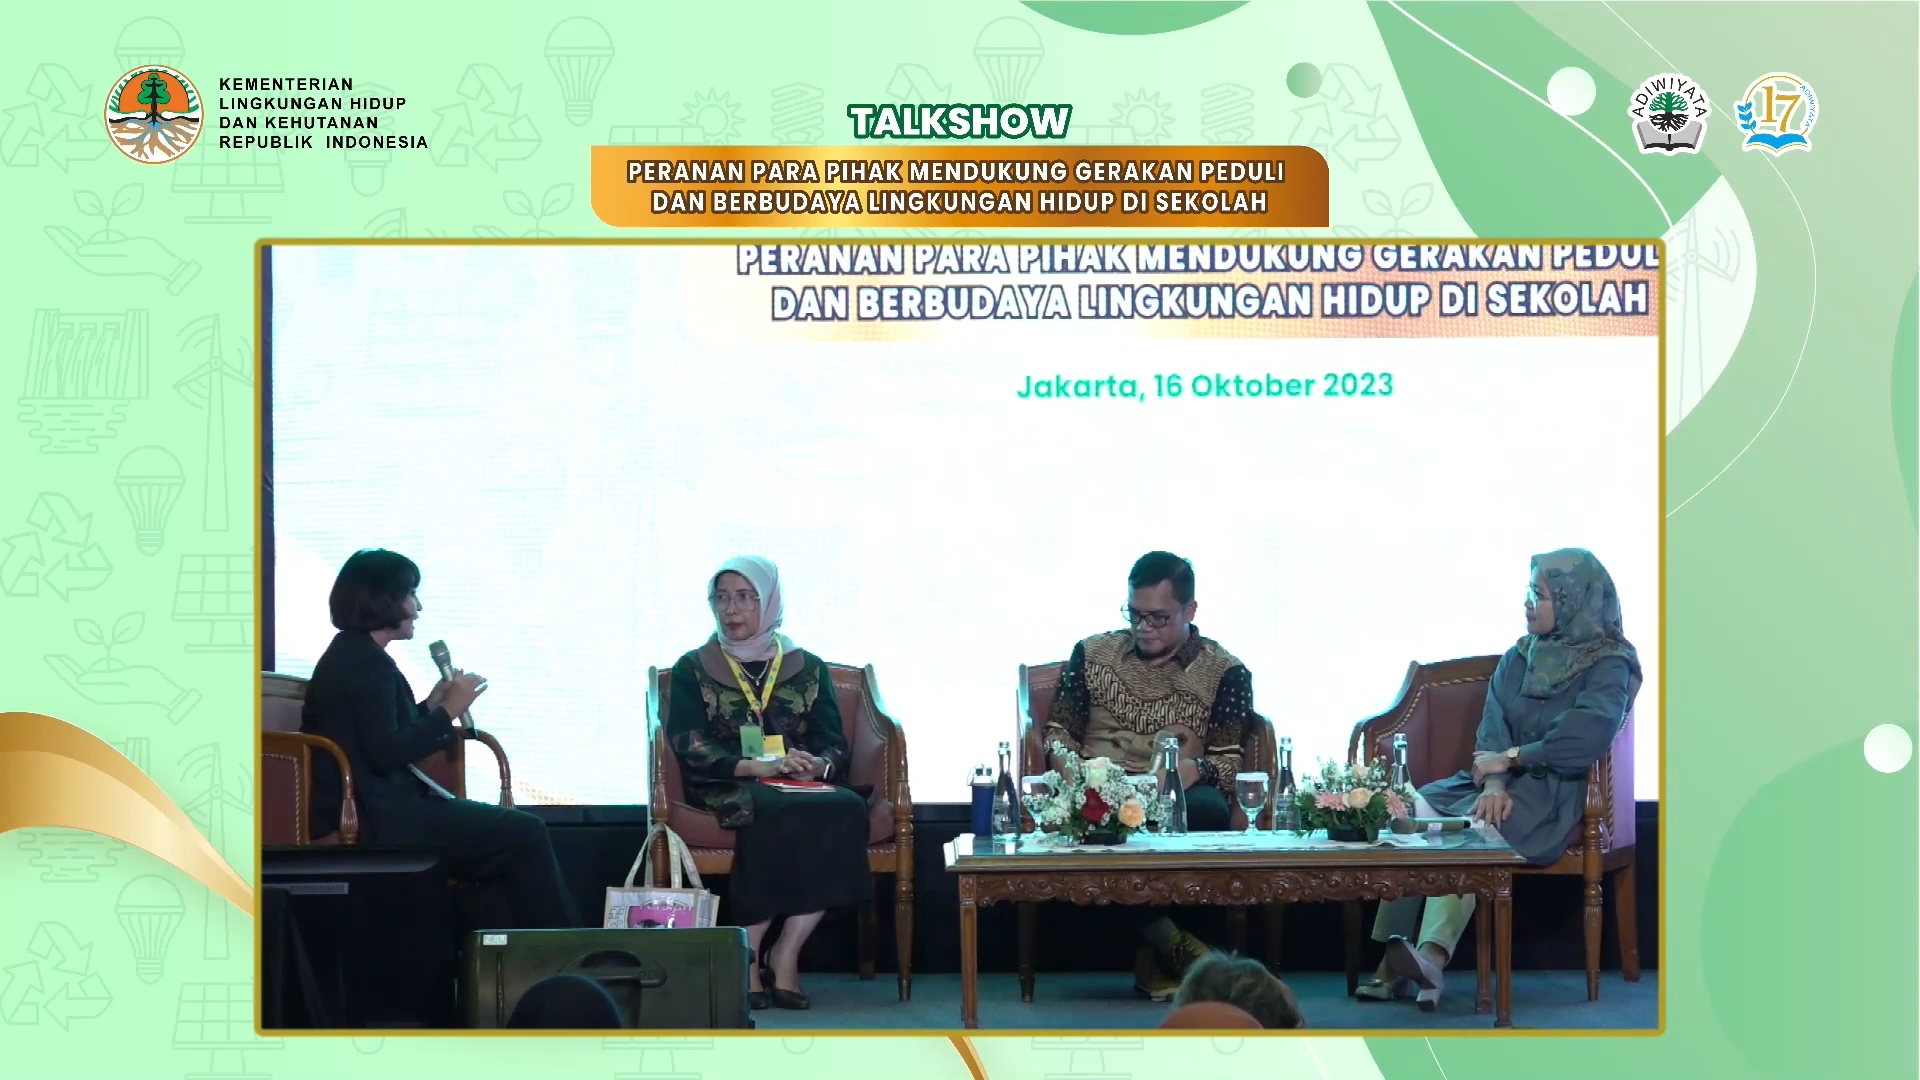 KEMENTERIAN
LINGKUNGAN HIDUP
DAN KEHUTANAN
REPUBLIK INDONESIA
TALKSHOW
PERANAN PARA PIHAK MENDUKUNG GERAKAN PEDULI
DAN BERBUDAYA LINGKUNGAN HIDUP DI SEKOLAH
ADIWIYATA
17
ADIWIYATA
PERANAN PARA PIHAK MENDUKUNG GERAKAN PEDUL
DAN BERBUDAYA LINGKUNGAN HIDUP DI SEKOLAH
Jakarta, 16 Oktober 2023